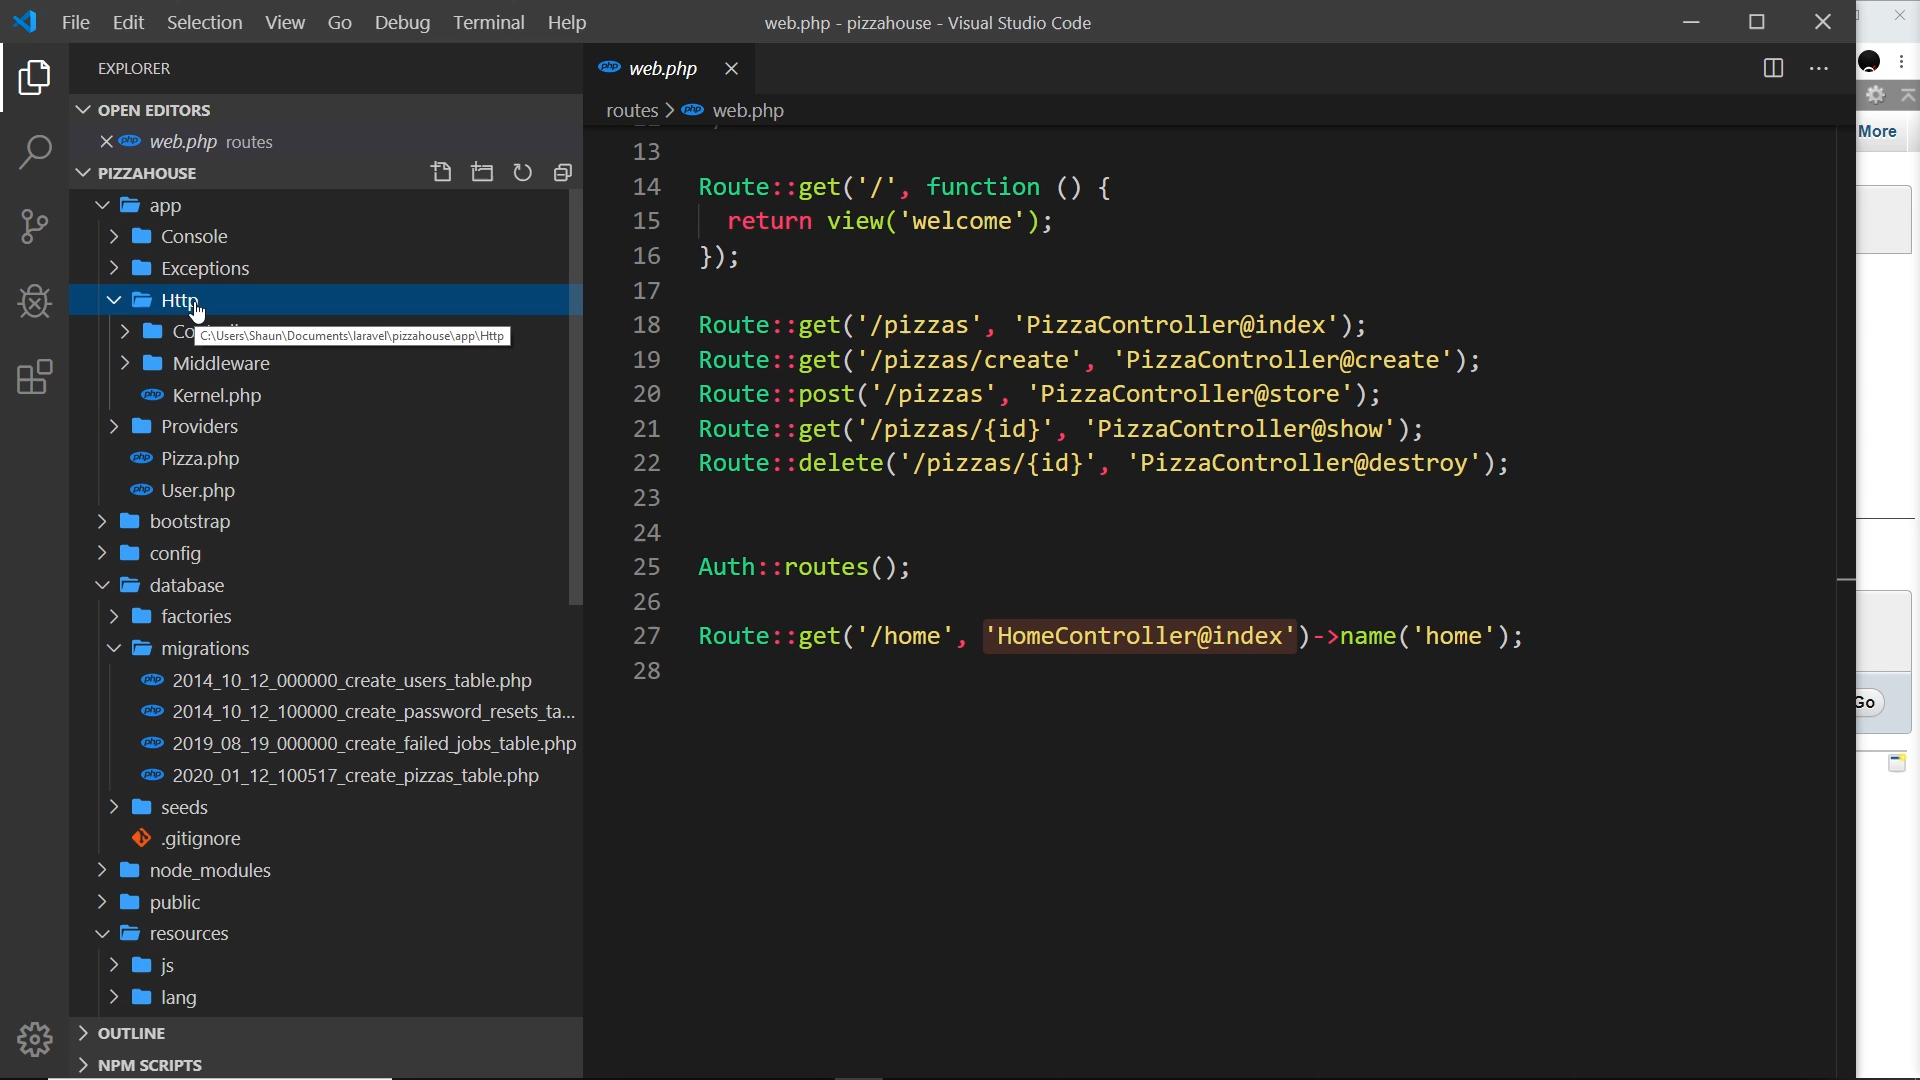 File Edit Selection View Go Debug Terminal Help
web.php - pizzahouse - Visual Studio Code
EXPLORER
OPEN EDITORS
web.php routes
PIZZAHOUSE
app
Console
Exceptions
Http
C:\Users\Shaun\Documents\laravel\pizzahouse\app\Http
Middleware
Kernel.php
Providers
Pizza.php
User.php
bootstrap
config
database
factories
migrations
2014_10_12_000000_create_users_table.php
2014_10_12_100000_create_password_resets_ta...
2019_08_19_000000_create_failed_jobs_table.php
2020_01_12_100517_create_pizzas_table.php
seeds
.gitignore
node_modules
public
resources
js
lang
OUTLINE
NPM SCRIPTS
web.php
routes > web.php
13
14 Route::get('/', function () {
15 return view('welcome');
16 });
17
18 Route::get('/pizzas', 'PizzaController@index');
19 Route::get('/pizzas/create', 'PizzaController@create');
20 Route::post('/pizzas', 'PizzaController@store');
21 Route::get('/pizzas/{id}', 'PizzaController@show');
22 Route::delete('/pizzas/{id}', 'PizzaController@destroy');
23
24
25 Auth::routes();
26
27 Route::get('/home', 'HomeController@index')->name('home');
28
More
Go